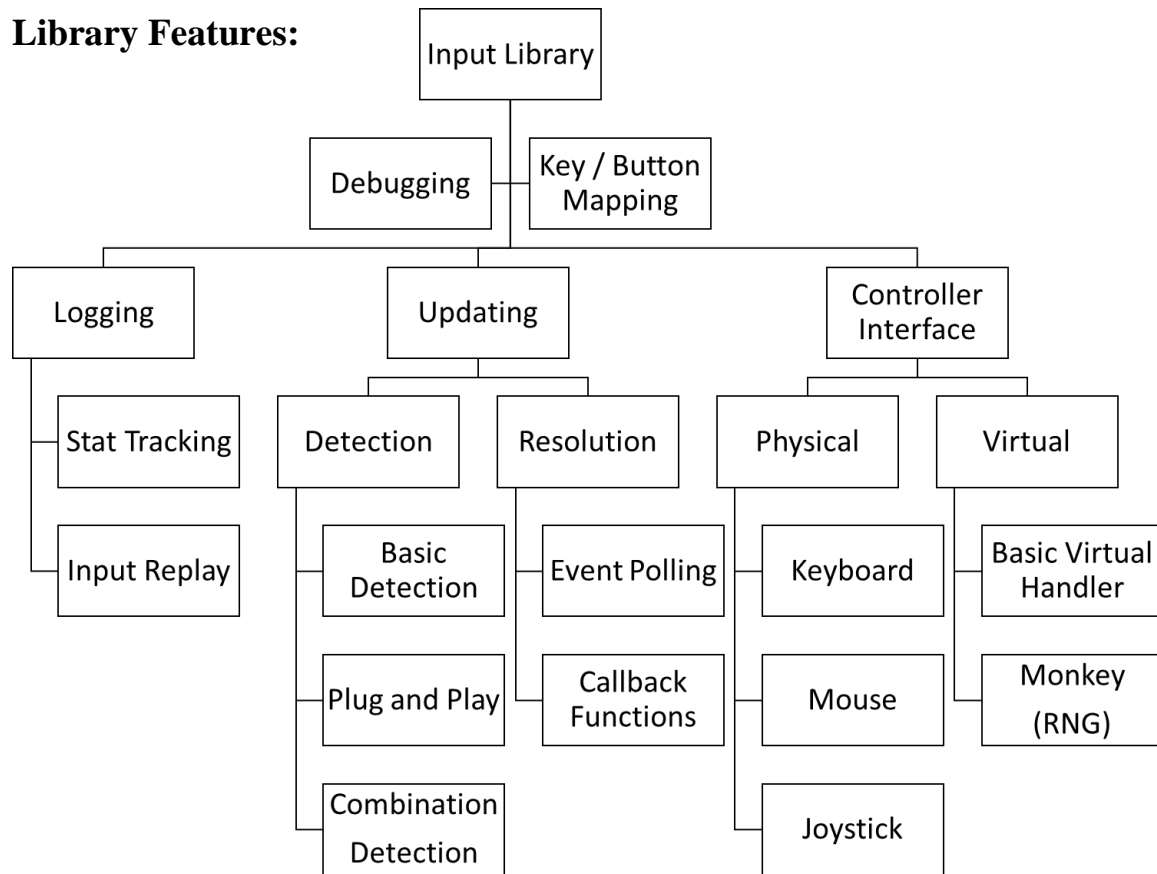 Library Features:
Input Library
Debugging
Key / Button
Mapping
Logging
Updating
Controller
Interface
Stat Tracking
Input Replay
Detection
Resolution
Physical
Virtual
Basic
Detection
Plug and Play
Combination
Detection
Event Polling
Callback
Functions
Keyboard
Mouse
Joystick
Basic Virtual
Handler
Monkey
(RNG)